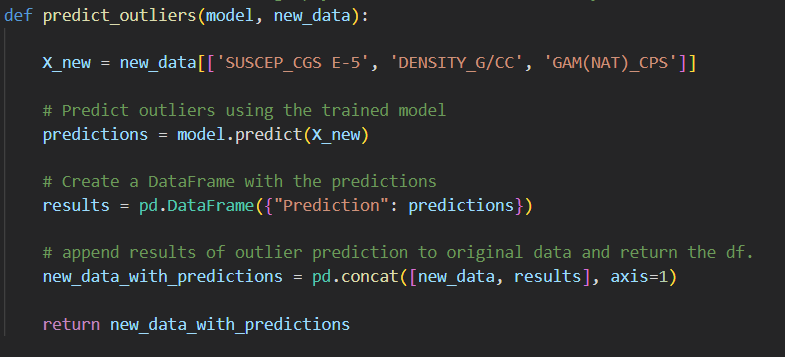 def predict_outliers(model, new_data):
X_new = new_data[['SUSCEP_CGS E-5', 'DENSITY_G/CC', 'GAM(NAT)_CPS']]
# Predict outliers using the trained model
predictions = model.predict(X_new)
# Create a DataFrame with the predictions
results = pd.DataFrame({"Prediction": predictions})
# append results of outlier prediction to original data and return the df.
new_data_with_predictions = pd.concat([new_data, results], axis=1)
return new_data_with_predictions